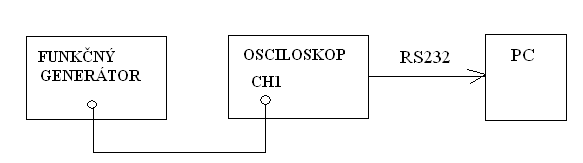 FUNKČNÝ
GENERÁTOR
OSCILOSKOP
CH1
RS232
PC